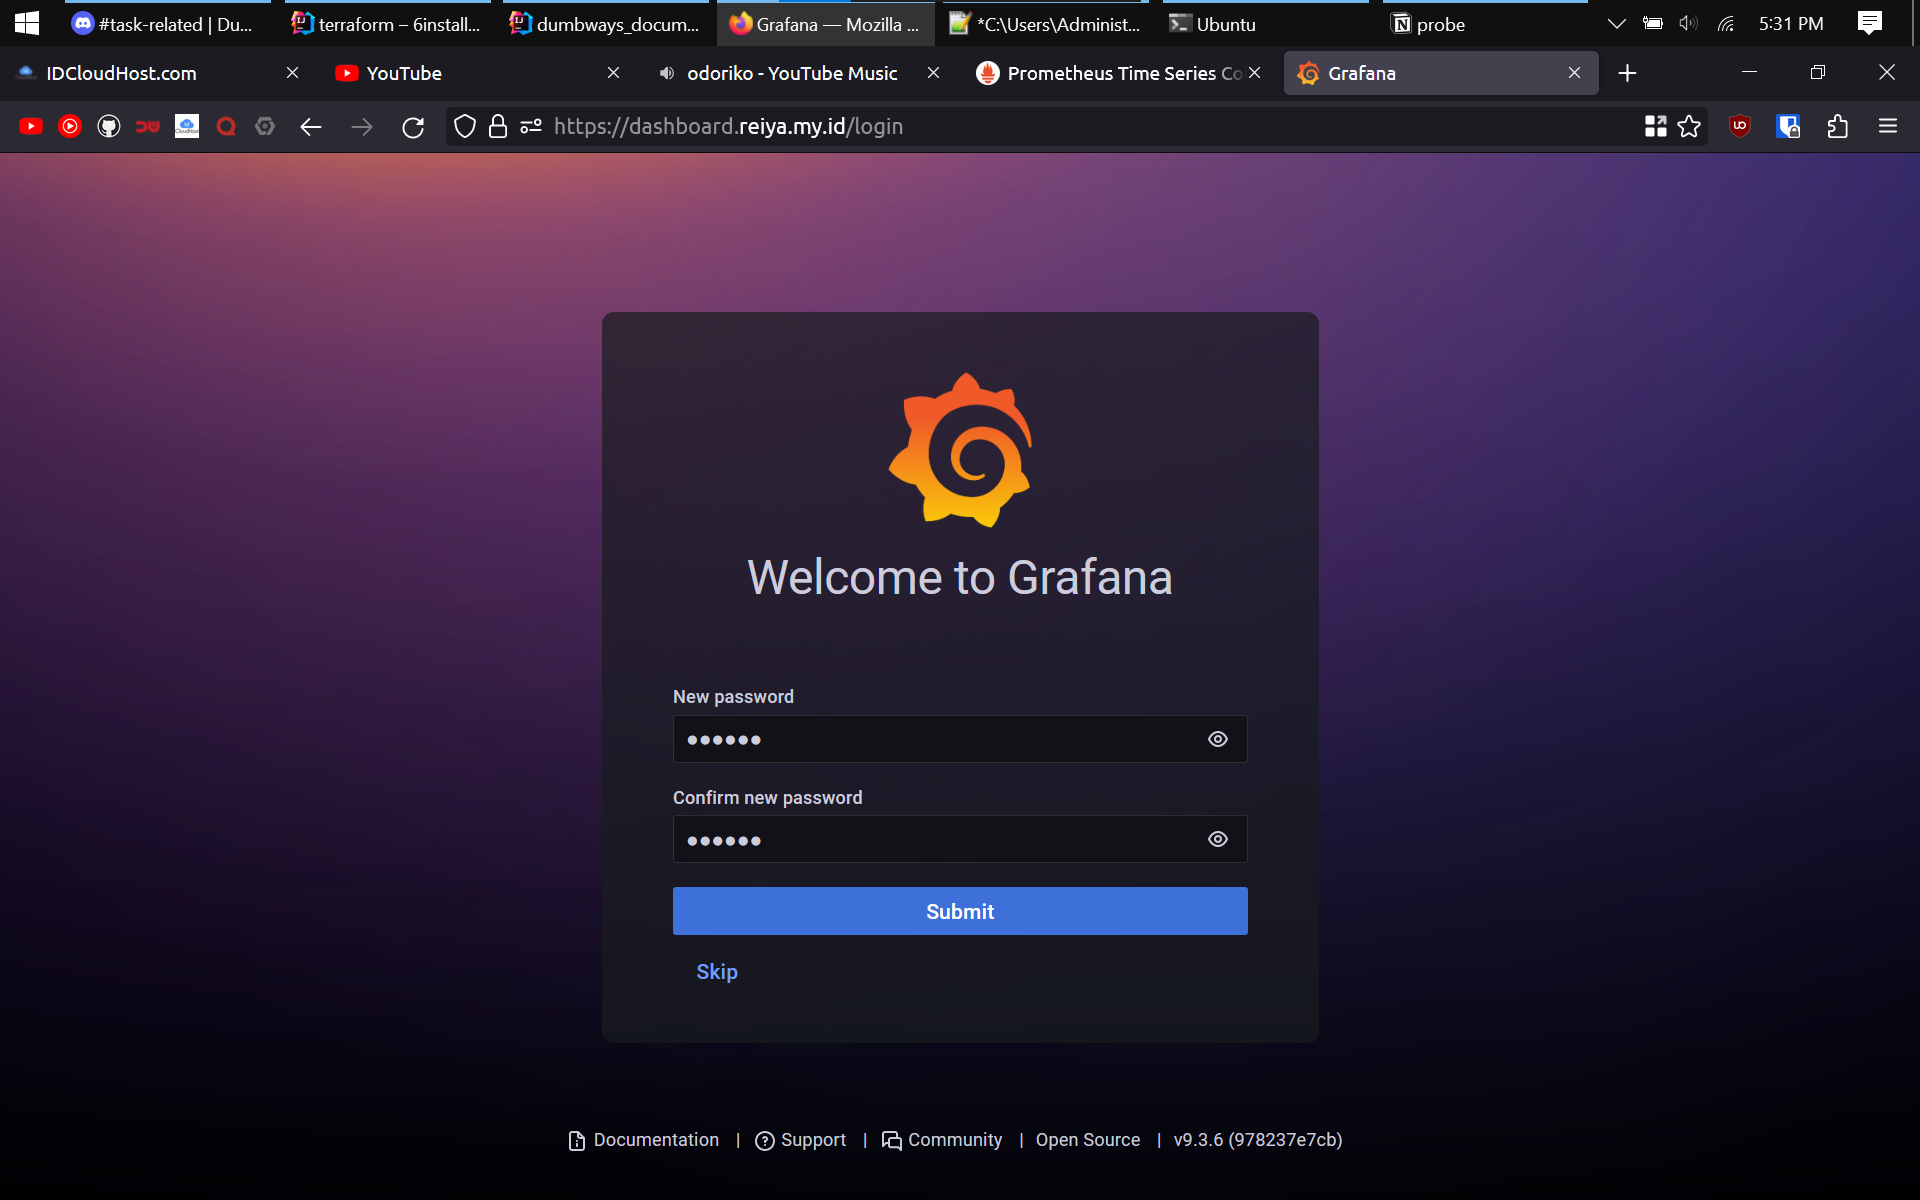 #task-related | Du...
terraform – 6install...
dumbways_docum...
Grafana — Mozilla ...
*C:\Users\Administ...
Ubuntu
probe
5:31 PM
IDCloudHost.com
YouTube
odoriko - YouTube Music
Prometheus Time Series Co
Grafana
https://dashboard.reiya.my.id/login
Welcome to Grafana
New password
Confirm new password
Submit
Skip
Documentation | Support | Community | Open Source | v9.3.6 (978237e7cb)